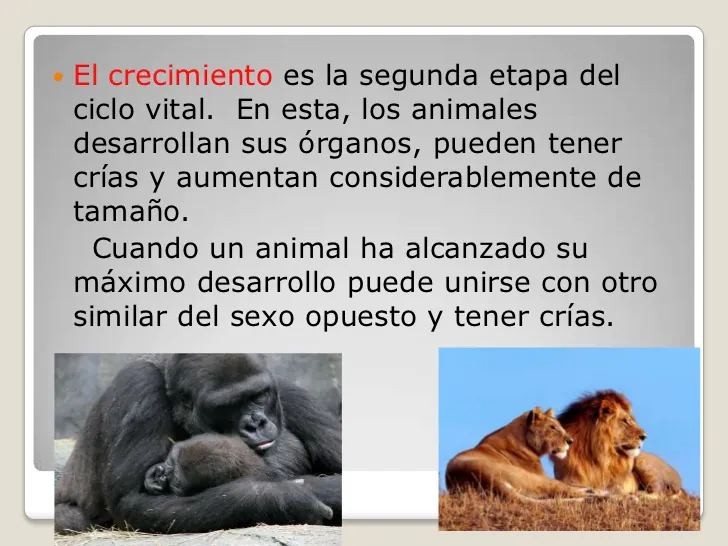 El crecimiento es la segunda etapa del
ciclo vital.  En esta, los animales
desarrollan sus órganos, pueden tener
crías y aumentan considerablemente de
tamaño.
Cuando un animal ha alcanzado su
máximo desarrollo puede unirse con otro
similar del sexo opuesto y tener crías.